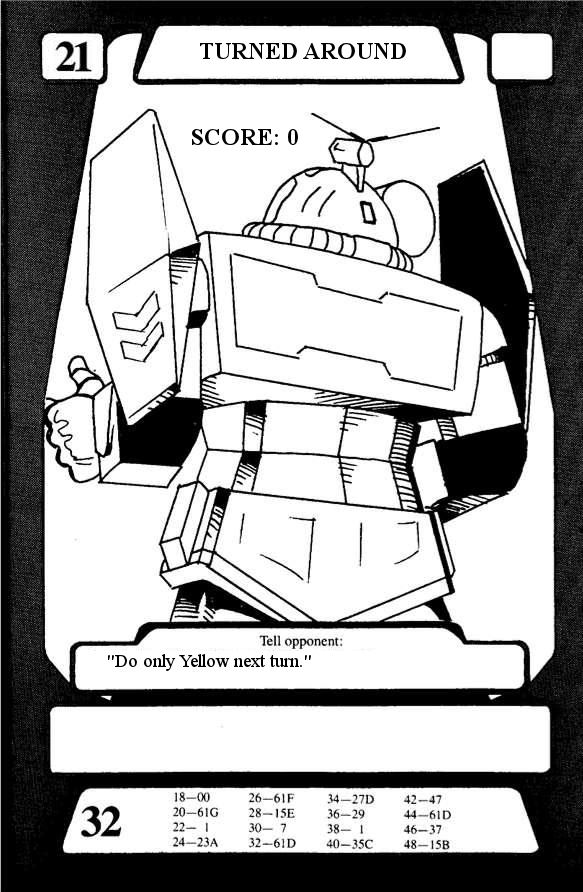 21
TURNED AROUND
SCORE: 0
Tell opponent:
"Do only Yellow next turn."
32
18—00 26—61F 34—27D 42—47
20—61G 28—15E 36—29 44—61D
22— 1 30— 7 38— 1 46—37
24—23A 32—61D 40—35C 48—15B